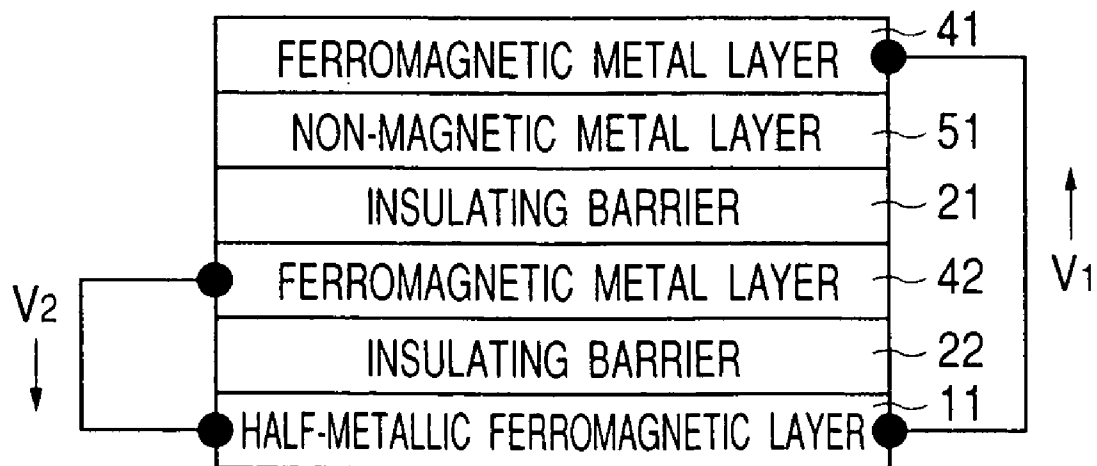 FERROMAGNETIC METAL LAYER 41
NON-MAGNETIC METAL LAYER 51
INSULATING BARRIER 21
FERROMAGNETIC METAL LAYER 42
V1
V2
INSULATING BARRIER 22
HALF-METALLIC FERROMAGNETIC LAYER 11